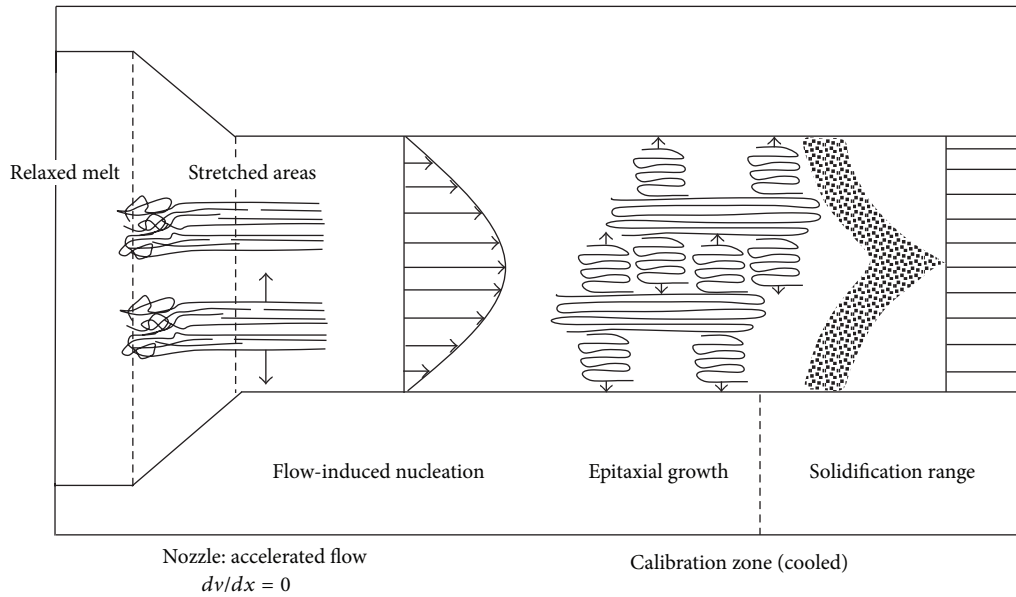 Relaxed melt
Stretched areas
Flow-induced nucleation
Epitaxial growth
Solidification range
Nozzle: accelerated flow
dv/dx = 0
Calibration zone (cooled)